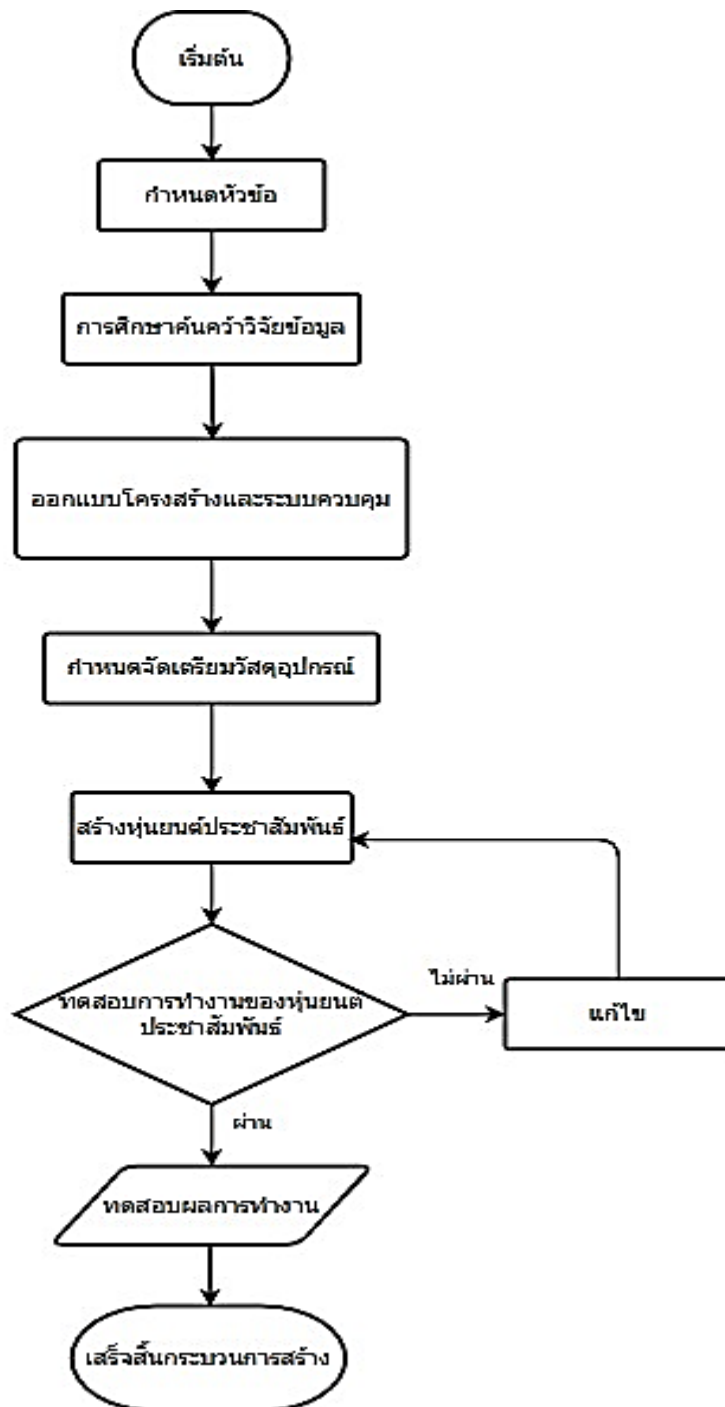 เริ่มต้น
กำหนดหัวข้อ
การศึกษาค้นคว้าวิจัยข้อมูล
ออกแบบโครงสร้างและระบบควบคุม
กำหนดจัดเตรียมวัสดุอุปกรณ์
สร้างหุ่นยนต์ประชาสัมพันธ์
ทดสอบการทำงานของหุ่นยนต์
ประชาสัมพันธ์
ไม่ผ่าน
แก้ไข
ผ่าน
ทดสอบผลการทำงาน
เสร็จสิ้นกระบวนการสร้าง